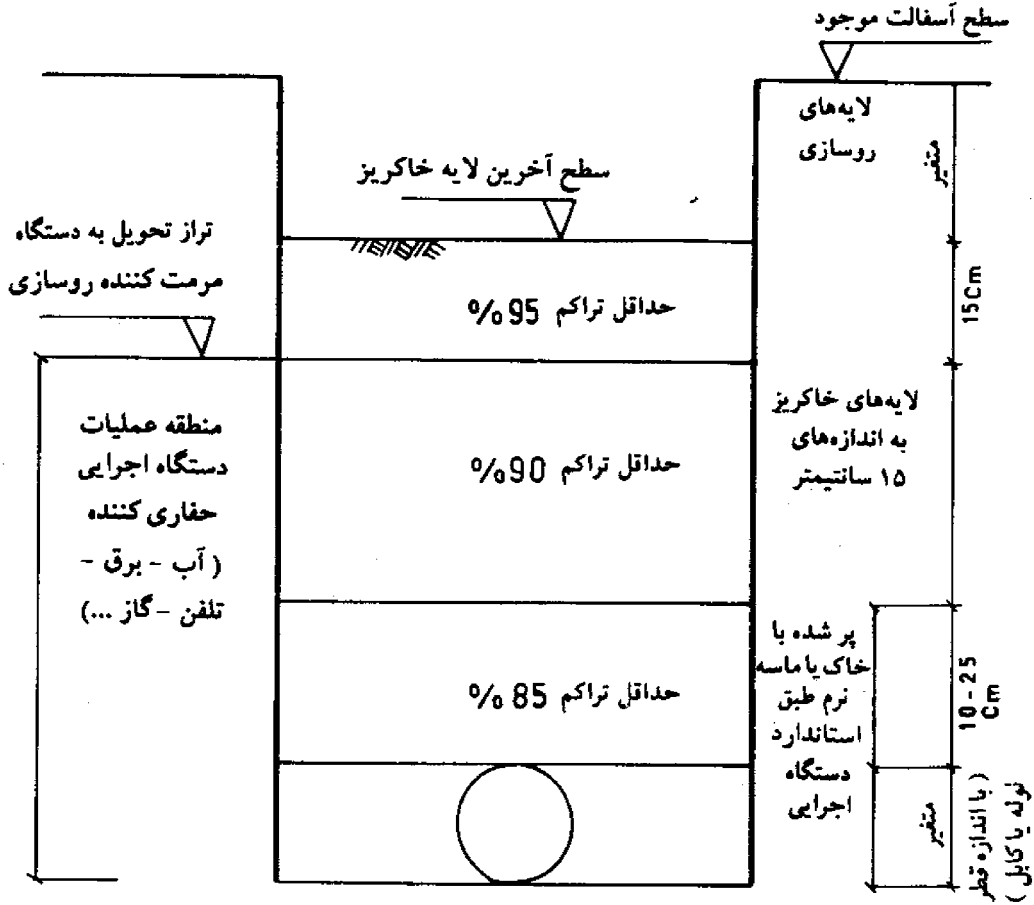 سطح آسفالت موجود
لایه‌های
روسازی
متغیر
سطح آخرین لایه خاکریز
تراز تحویل به دستگاه
مرمت کننده روسازی
حداقل تراکم 95 %
15Cm
منطقه عملیات
دستگاه اجرایی
حفاری کننده
( آب - برق -
تلفن - گاز ...)
حداقل تراکم 90 %
لایه‌های خاکریز
به اندازه‌های
۱۵ سانتیمتر
حداقل تراکم 85 %
پر شده با
خاک یا ماسه
نرم طبق
استاندارد
دستگاه
اجرایی
10-25
Cm
متغیر
( با اندازه قطر
لوله یا کابل )